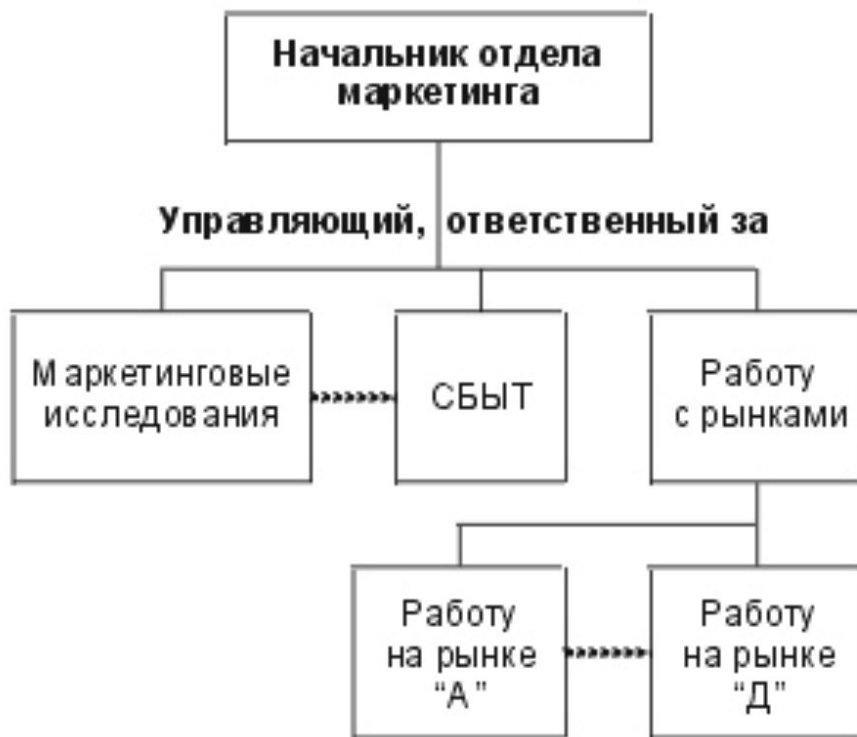 Начальник отдела
маркетинга
Управляющий, ответственный за
Маркетинговые
исследования
СБЫТ
Работу
с рынками
Работу
на рынке
“А”
Работу
на рынке
“Д”